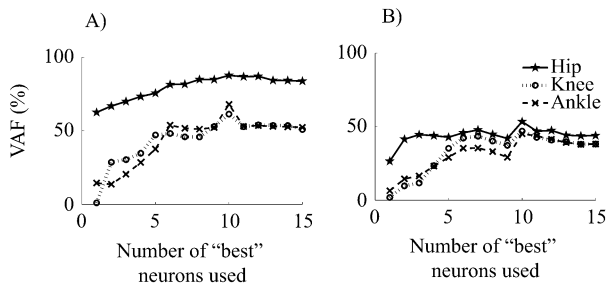 A)
VAF (%)
100
50
0
0 5 10 15
Number of “best”
neurons used
B)
100
50
0
0 5 10 15
Number of “best”
neurons used
Hip
Knee
Ankle